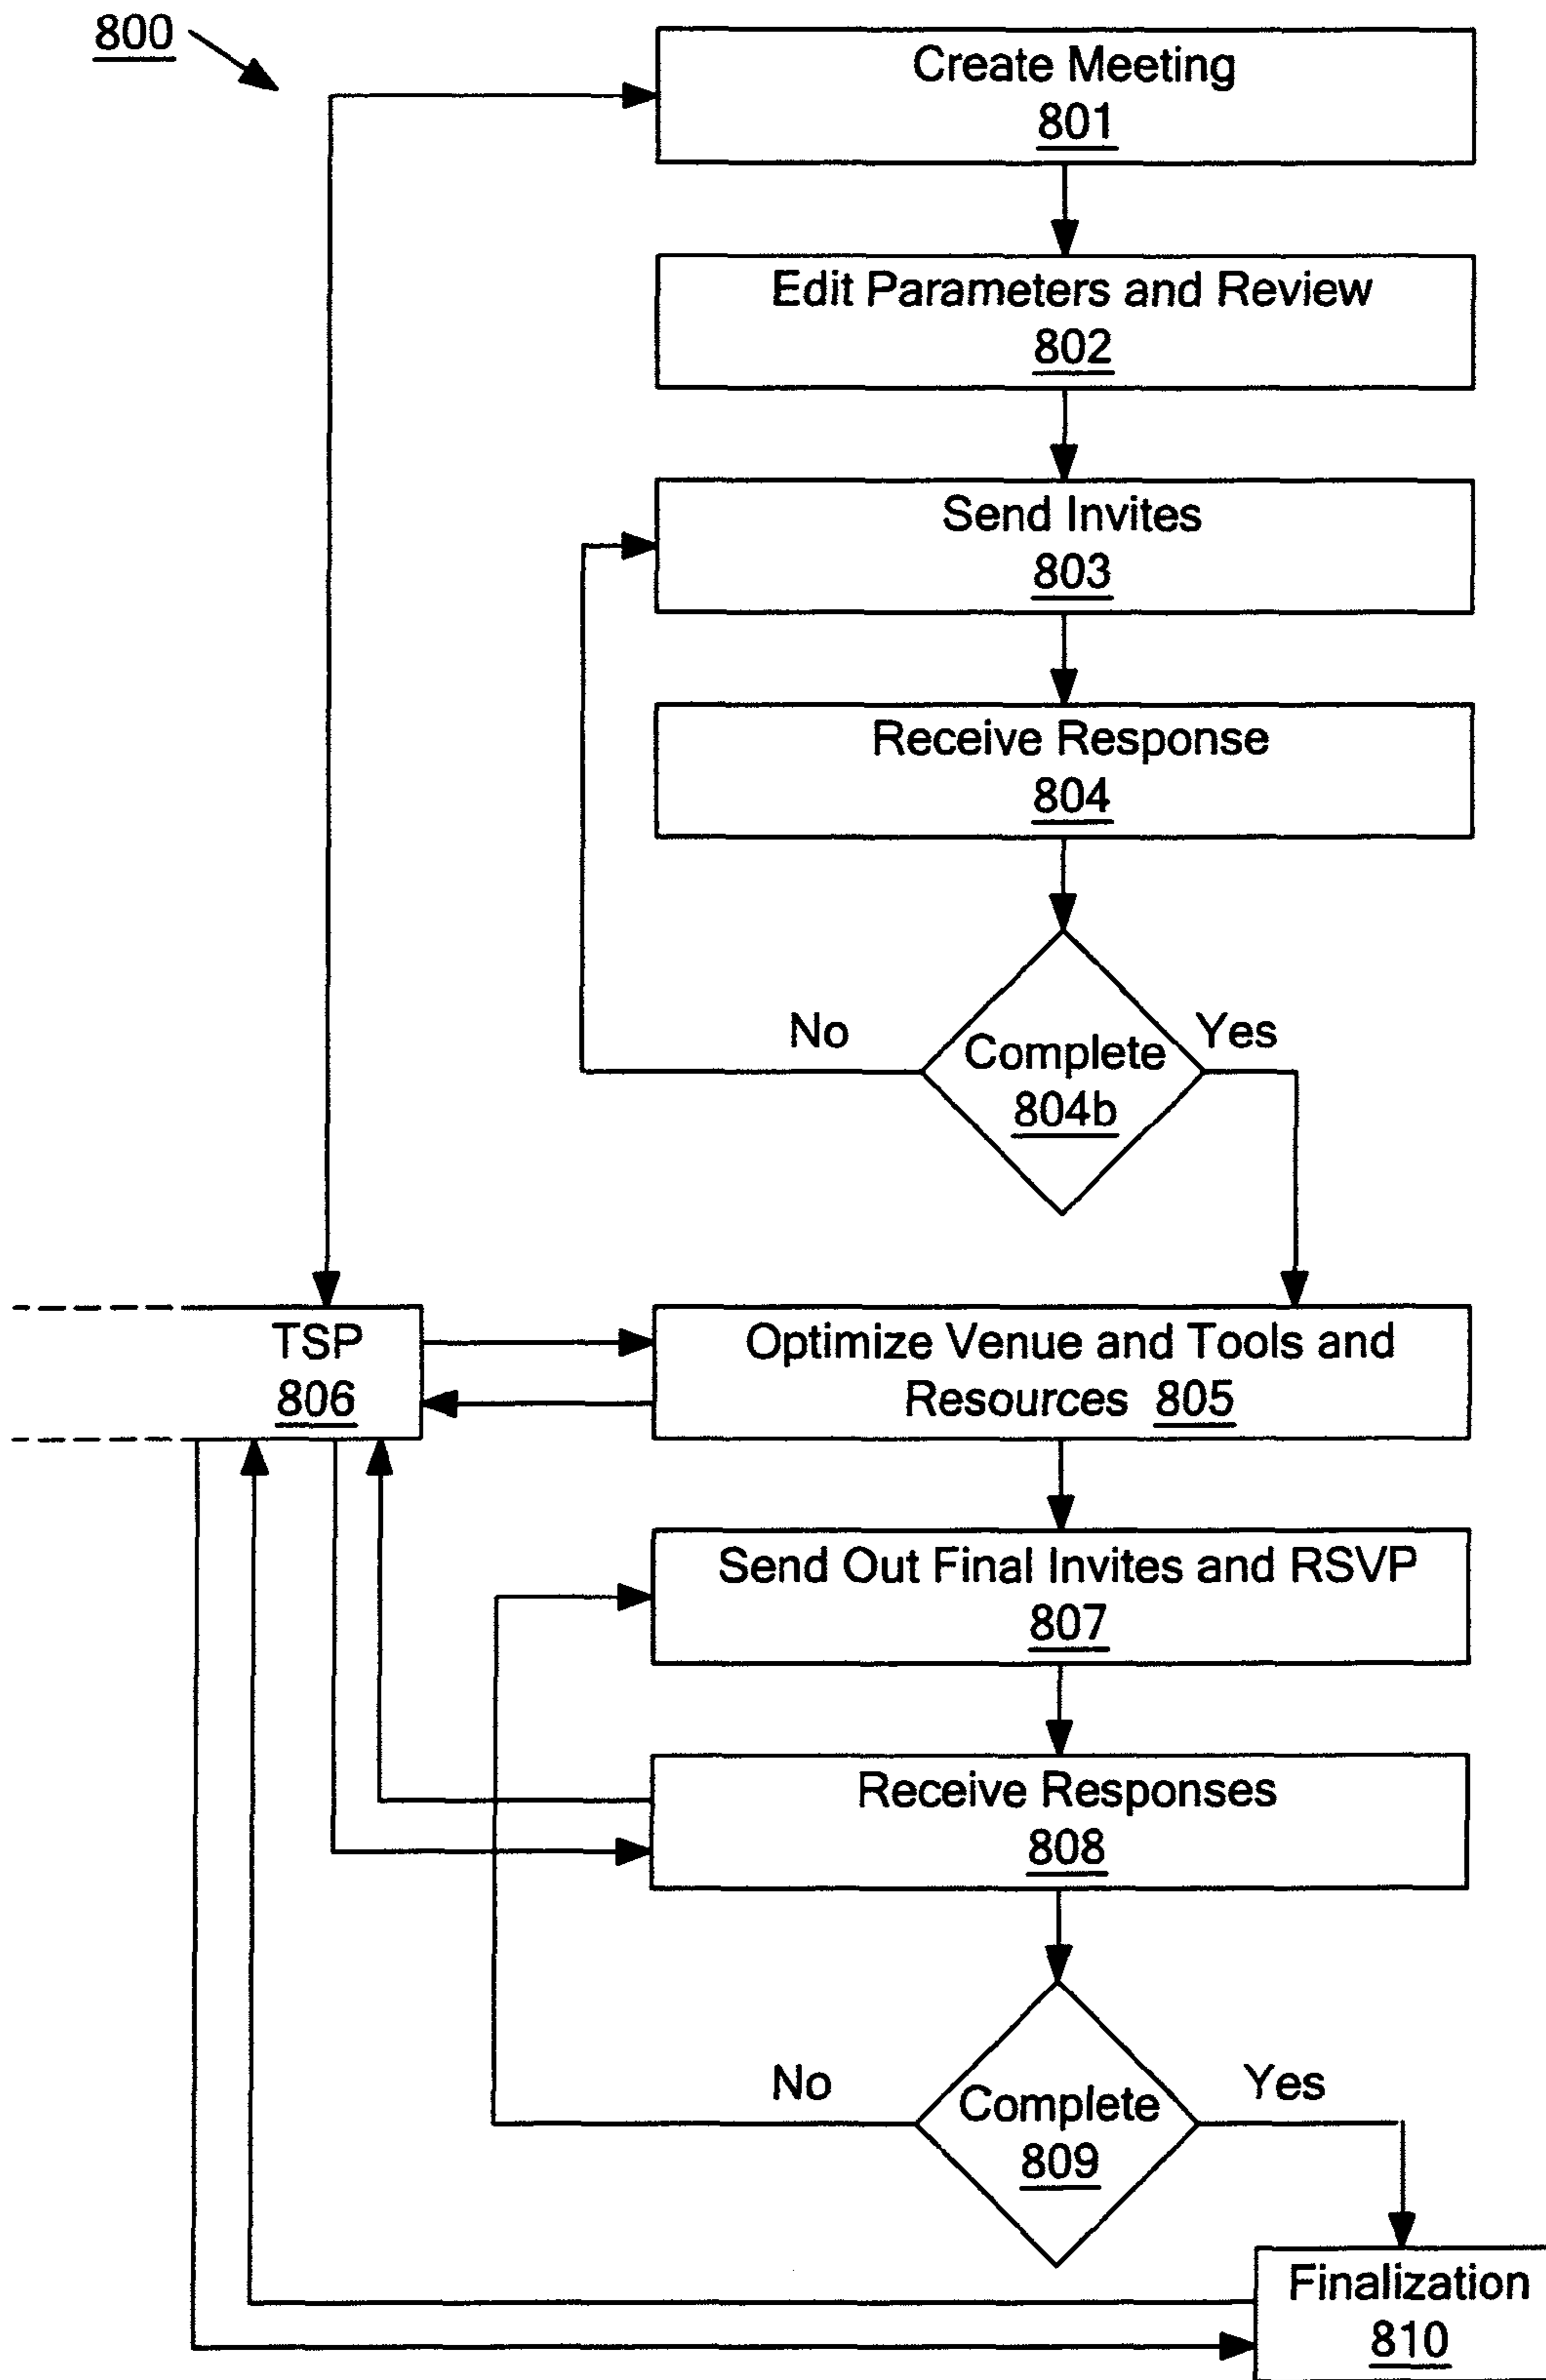 800
Create Meeting
801
Edit Parameters and Review
802
Send Invites
803
Receive Response
804
No
Yes
Complete
804b
TSP
806
Optimize Venue and Tools and
Resources 805
Send Out Final Invites and RSVP
807
Receive Responses
808
No
Yes
Complete
809
Finalization
810